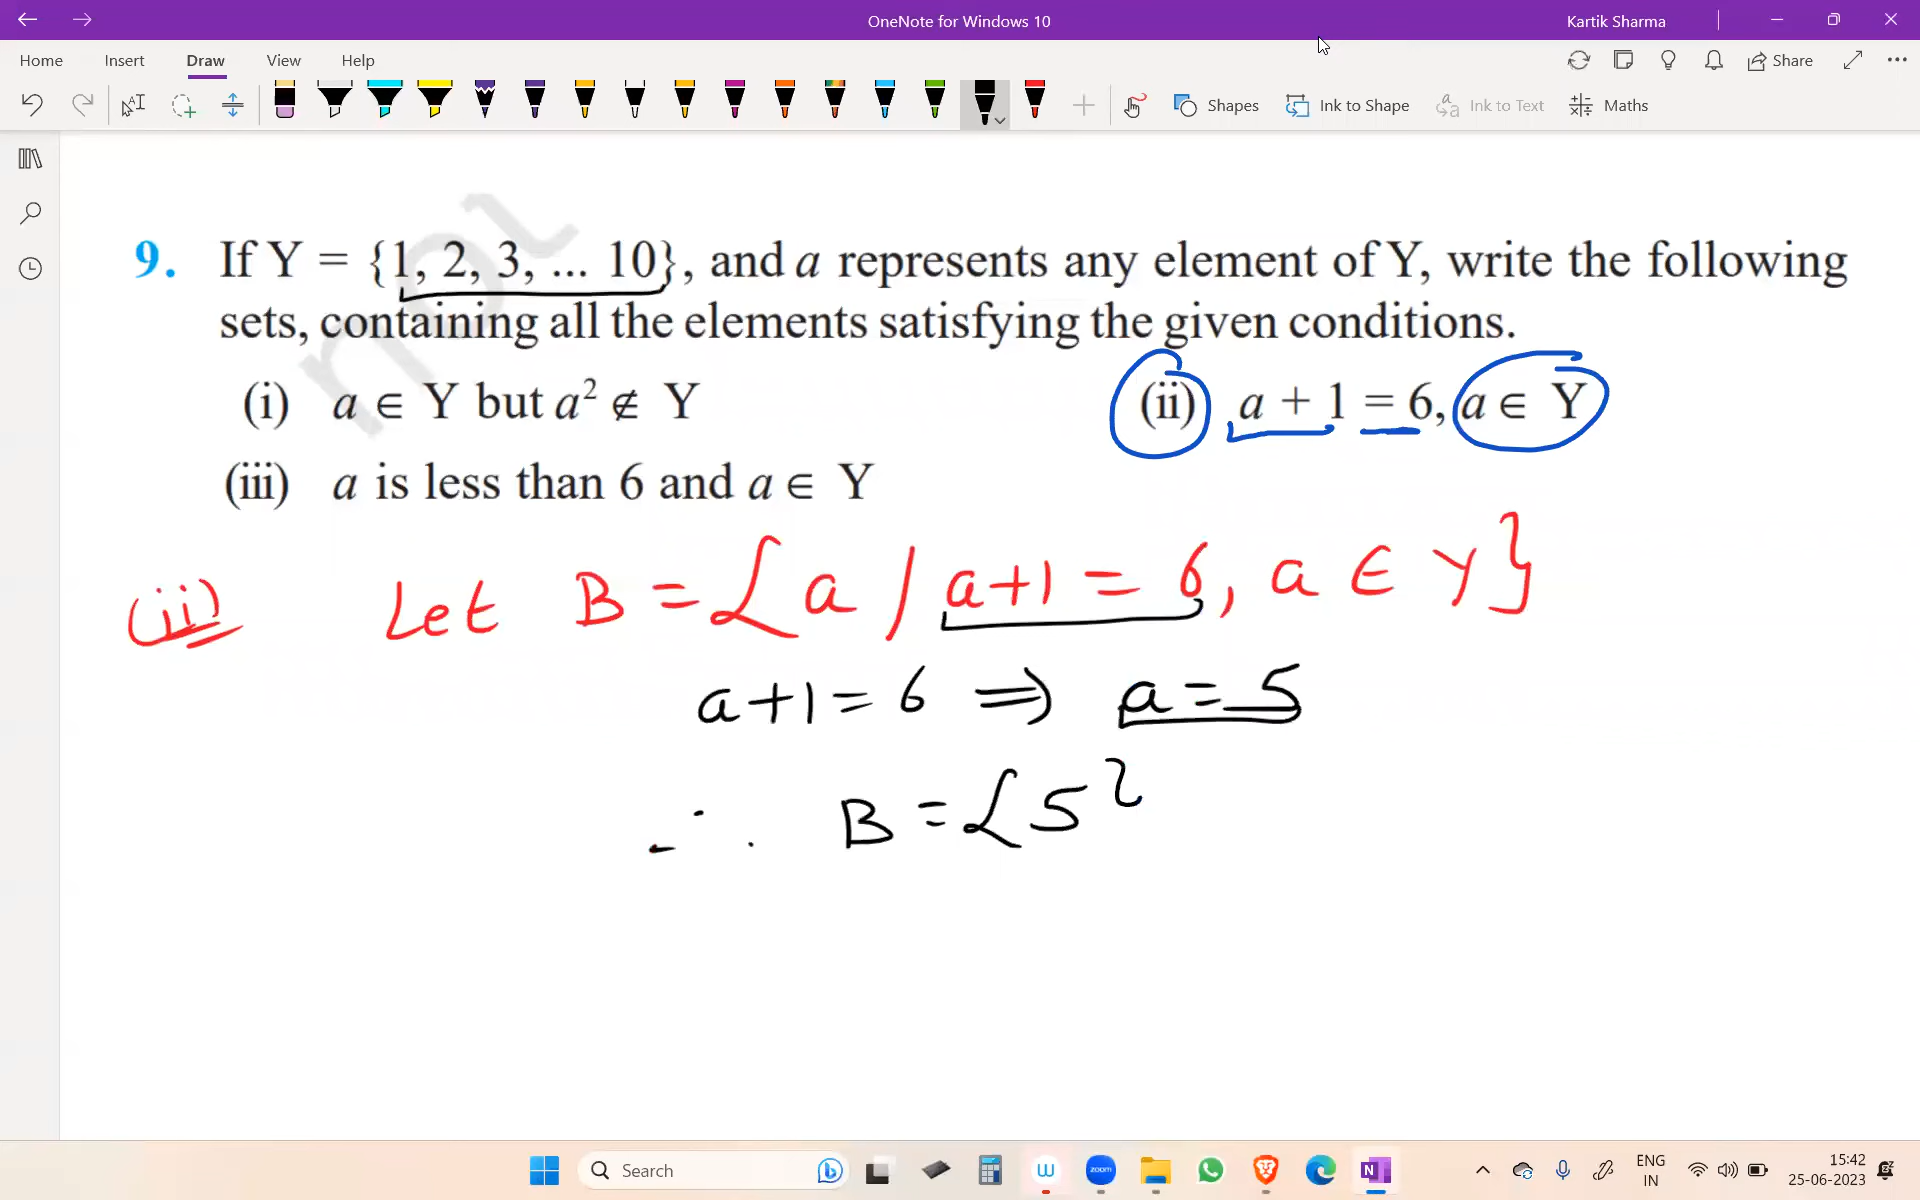 OneNote for Windows 10
Kartik Sharma
Home Insert Draw View Help
Share
Shapes Ink to Shape Ink to Text Maths
not
9. If Y = {1, 2, 3, ... 10}, and a represents any element of Y, write the following
sets, containing all the elements satisfying the given conditions.
(i) a ∈ Y but a² ∉ Y (ii) a + 1 = 6, a ∈ Y
(iii) a is less than 6 and a ∈ Y
(ii) Let B = { a / a+1 = 6, a ∈ Y }
a+1 = 6 ⇒ a = 5
∴ B = { 5
Search
zoom
ENG
IN
15:42
25-06-2023